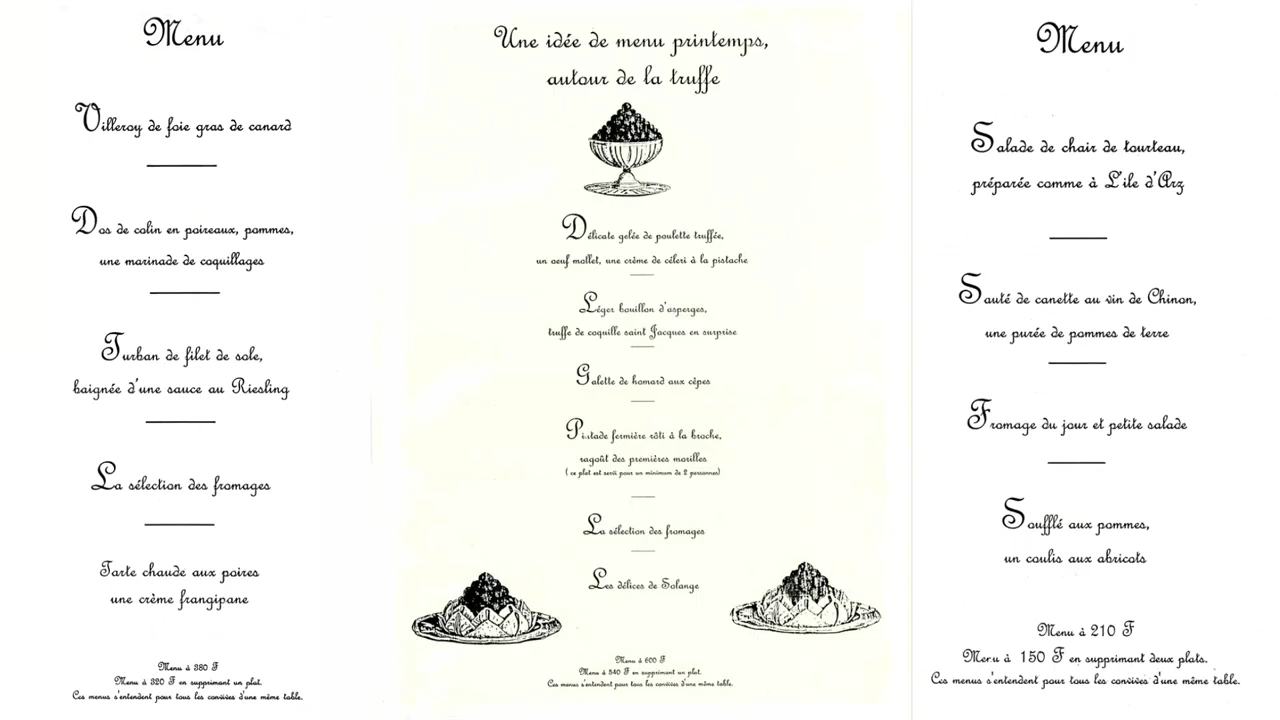 Menu
Villeroy de foie gras de canard
Dos de colin en poireaux, pommes,
une marinade de coquillages
Turban de filet de sole,
baignée d'une sauce au Riesling
La sélection des fromages
Tarte chaude aux poires
une crème frangipane
Menu à 380 F
Menu à 320 F en supprimant un plat.
Ces menus s'entendent pour tous les convives d'une même table.
Une idée de menu printemps,
autour de la truffe
Délicate gelée de poulette truffée,
un oeuf mollet, une crème de céleri à la pistache
Léger bouillon d'asperges,
truffe de coquille saint Jacques en surprise
Galette de homard aux cèpes
Pintade fermière rôti à la broche,
ragoût des premières morilles
( ce plat est servi pour un minimum de 2 personnes)
La sélection des fromages
Les délices de Solange
Menu à 600 F
Menu à 540 F en supprimant un plat.
Ces menus s'entendent pour tous les convives d'une même table.
Menu
Salade de chair de tourteau,
préparée comme à L'ile d'Arz
Sauté de canette au vin de Chinon,
une purée de pommes de terre
Fromage du jour et petite salade
Soufflé aux pommes,
un coulis aux abricots
Menu à 210 F
Menu à 150 F en supprimant deux plats.
Ces menus s'entendent pour tous les convives d'une même table.